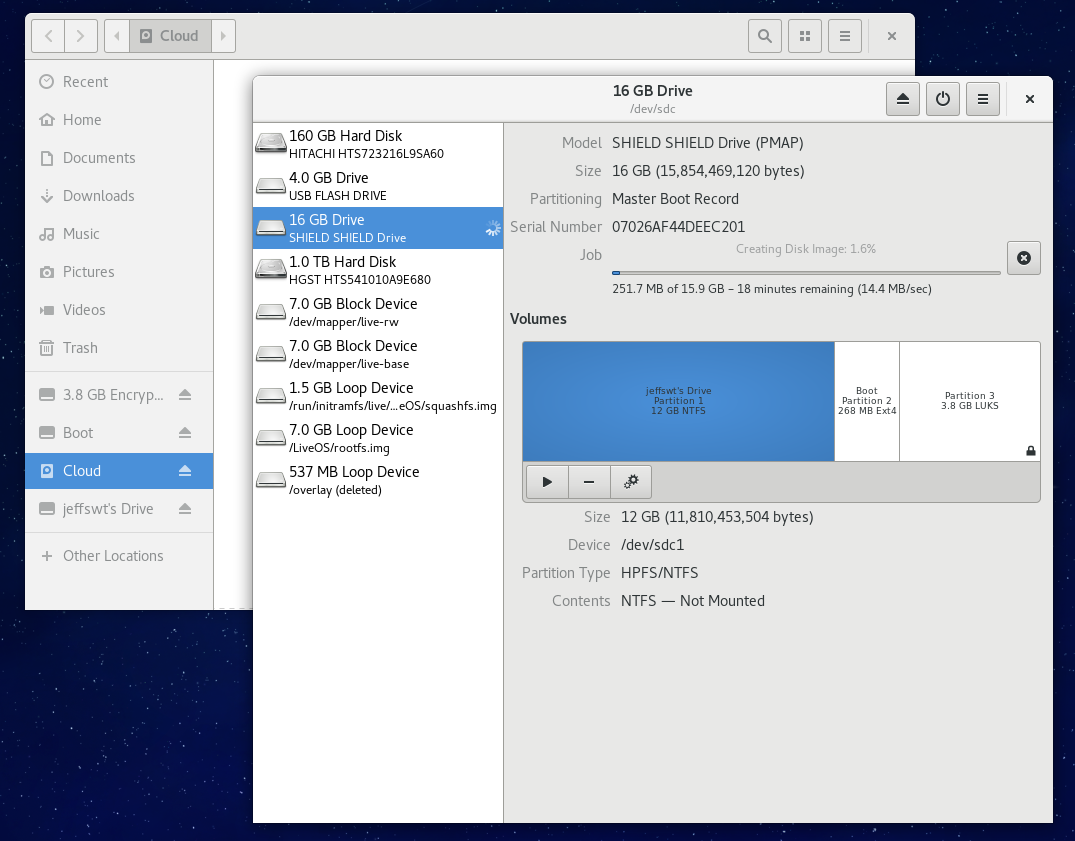 Cloud
Recent
Home
Documents
Downloads
Music
Pictures
Videos
Trash
3.8 GB Encryp...
Boot
Cloud
jeffswt's Drive
Other Locations
16 GB Drive
/dev/sdc
160 GB Hard Disk
HITACHI HTS723216L9SA60
4.0 GB Drive
USB FLASH DRIVE
16 GB Drive
SHIELD SHIELD Drive
1.0 TB Hard Disk
HGST HTS541010A9E680
7.0 GB Block Device
/dev/mapper/live-rw
7.0 GB Block Device
/dev/mapper/live-base
1.5 GB Loop Device
/run/initramfs/live/...eOS/squashfs.img
7.0 GB Loop Device
/LiveOS/rootfs.img
537 MB Loop Device
/overlay (deleted)
Model SHIELD SHIELD Drive (PMAP)
Size 16 GB (15,854,469,120 bytes)
Partitioning Master Boot Record
Serial Number 07026AF44DEEC201
Job Creating Disk Image: 1.6%
251.7 MB of 15.9 GB – 18 minutes remaining (14.4 MB/sec)
Volumes
jeffswt's Drive
Partition 1
12 GB NTFS
Boot
Partition 2
268 MB Ext4
Partition 3
3.8 GB LUKS
Size 12 GB (11,810,453,504 bytes)
Device /dev/sdc1
Partition Type HPFS/NTFS
Contents NTFS — Not Mounted